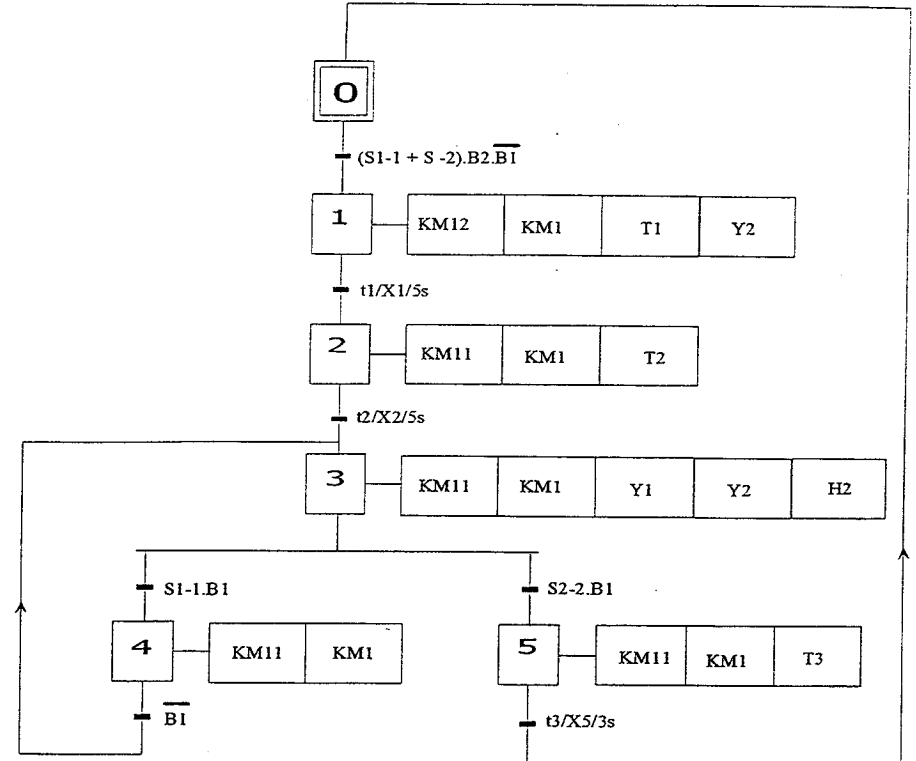 0
(S1-1 + S -2).B2.B̅1̅
1 KM12 KM1 T1 Y2
t1/X1/5s
2 KM11 KM1 T2
t2/X2/5s
3 KM11 KM1 Y1 Y2 H2
S1-1.B1 S2-2.B1
4 KM11 KM1 5 KM11 KM1 T3
B̅1̅ t3/X5/3s